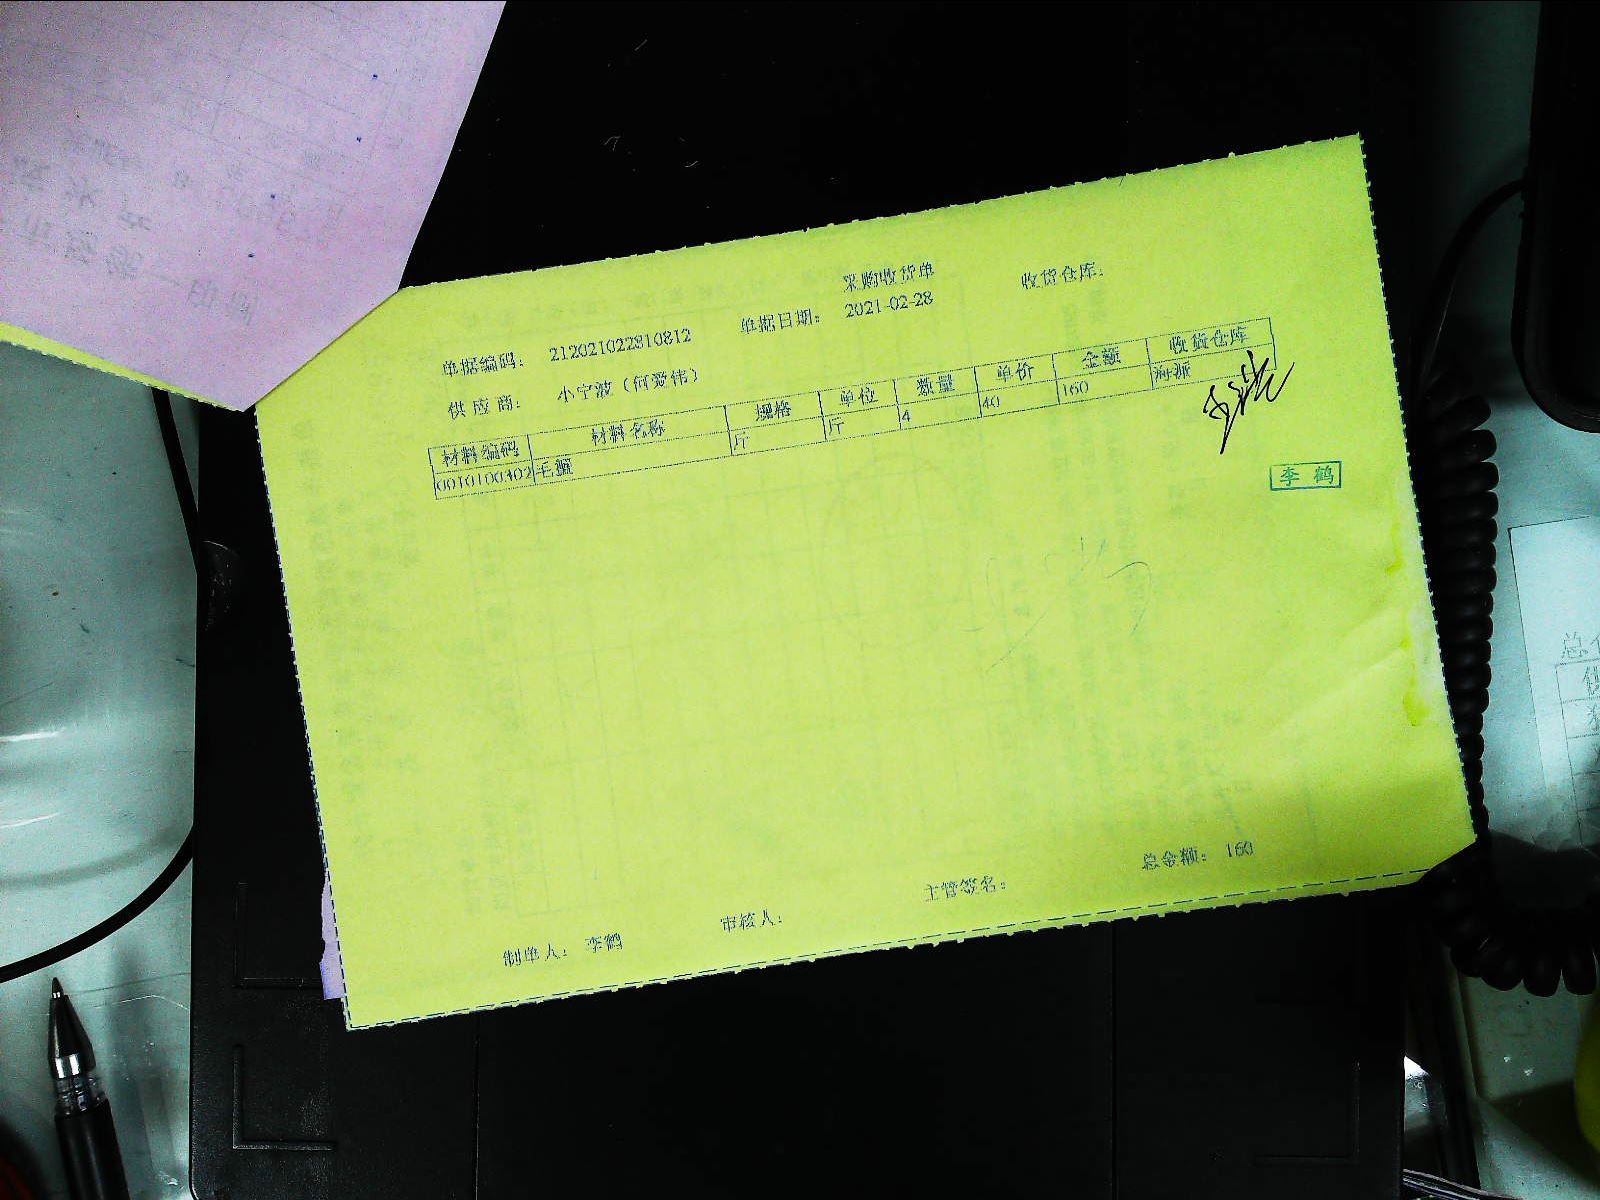 采购收货单
单据编码： 212021022810812 单据日期： 2021-02-28 收货仓库：
供应商： 小宁波（何爱伟）
材料编码 材料名称 规格 单位 数量 单价 金额 收货仓库
0010100302 毛 斤 斤 4 40 160 海派
李鹤
总金额： 160
制单人： 李鹤 审核人： 主管签名：